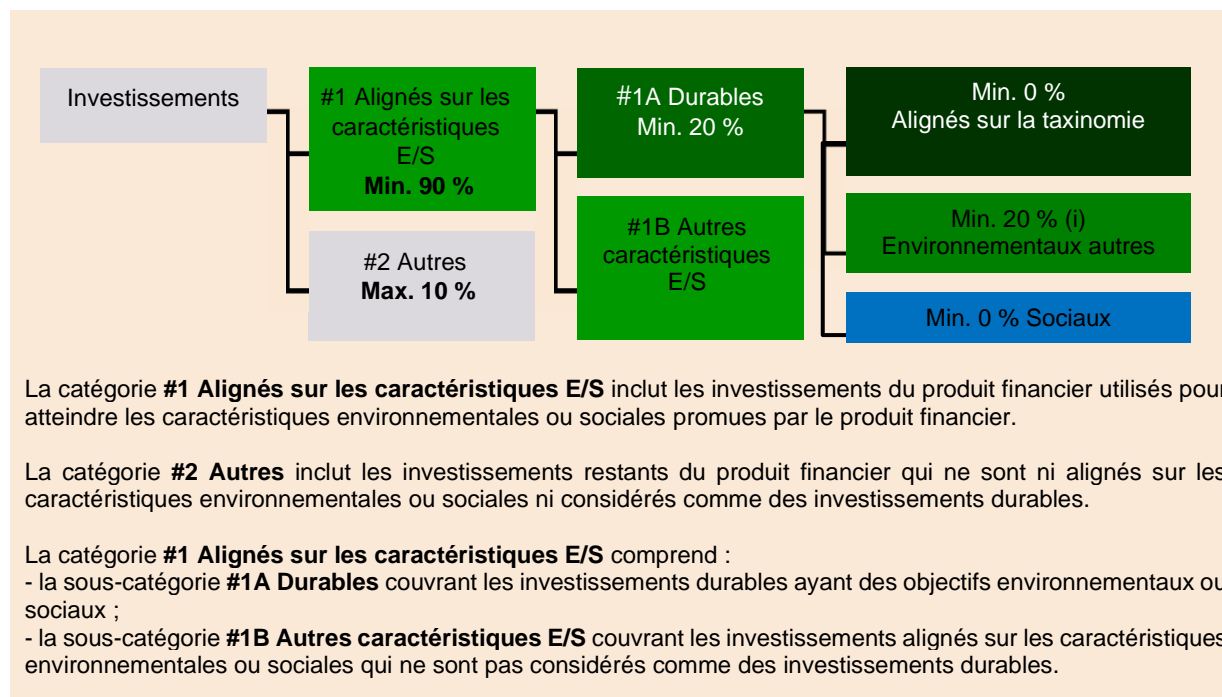 Investissements
#1 Alignés sur les
caractéristiques
E/S
Min. 90 %
#2 Autres
Max. 10 %
#1A Durables
Min. 20 %
#1B Autres
caractéristiques
E/S
Min. 0 %
Alignés sur la taxinomie
Min. 20 % (i)
Environnementaux autres
Min. 0 % Sociaux
La catégorie #1 Alignés sur les caractéristiques E/S inclut les investissements du produit financier utilisés pour
atteindre les caractéristiques environnementales ou sociales promues par le produit financier.
La catégorie #2 Autres inclut les investissements restants du produit financier qui ne sont ni alignés sur les
caractéristiques environnementales ou sociales ni considérés comme des investissements durables.
La catégorie #1 Alignés sur les caractéristiques E/S comprend :
- la sous-catégorie #1A Durables couvrant les investissements durables ayant des objectifs environnementaux ou
sociaux ;
- la sous-catégorie #1B Autres caractéristiques E/S couvrant les investissements alignés sur les caractéristiques
environnementales ou sociales qui ne sont pas considérés comme des investissements durables.